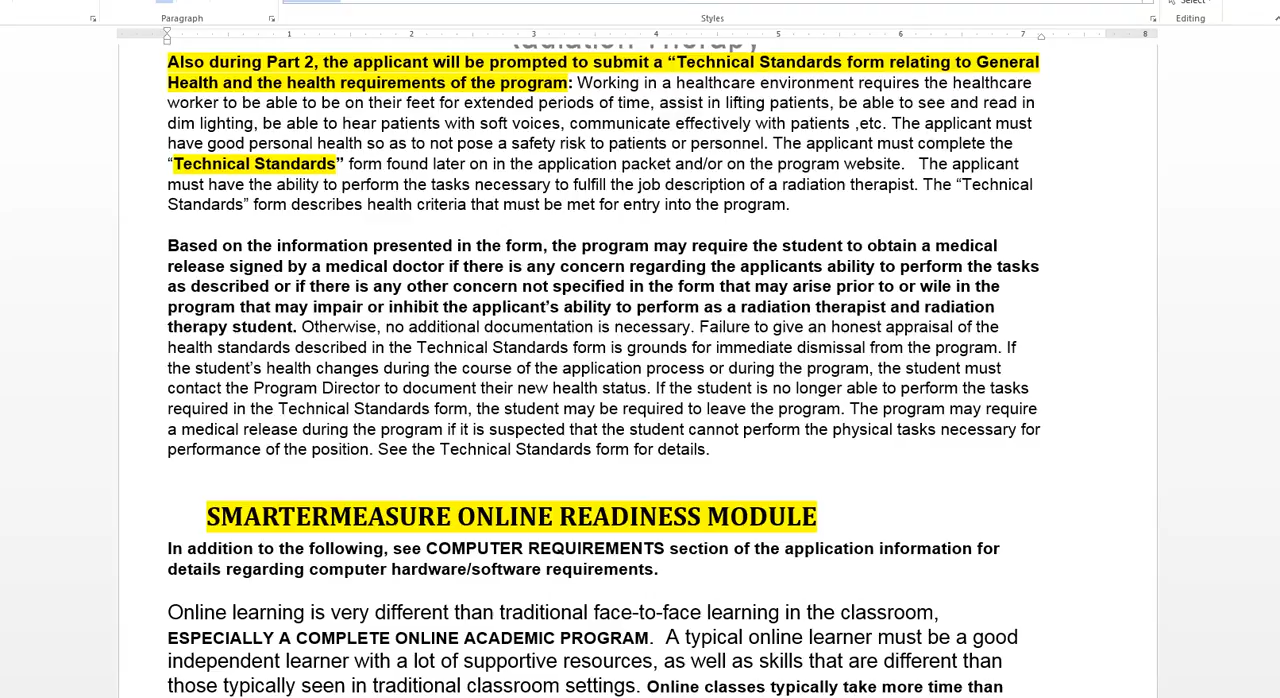 Select
Paragraph
Styles
Editing
1 2 3 4 5 6 7 8
Radiation Therapy
Also during Part 2, the applicant will be prompted to submit a “Technical Standards form relating to General
Health and the health requirements of the program: Working in a healthcare environment requires the healthcare
worker to be able to be on their feet for extended periods of time, assist in lifting patients, be able to see and read in
dim lighting, be able to hear patients with soft voices, communicate effectively with patients ,etc. The applicant must
have good personal health so as to not pose a safety risk to patients or personnel. The applicant must complete the
“Technical Standards” form found later on in the application packet and/or on the program website.   The applicant
must have the ability to perform the tasks necessary to fulfill the job description of a radiation therapist. The “Technical
Standards” form describes health criteria that must be met for entry into the program.
Based on the information presented in the form, the program may require the student to obtain a medical
release signed by a medical doctor if there is any concern regarding the applicants ability to perform the tasks
as described or if there is any other concern not specified in the form that may arise prior to or wile in the
program that may impair or inhibit the applicant’s ability to perform as a radiation therapist and radiation
therapy student. Otherwise, no additional documentation is necessary. Failure to give an honest appraisal of the
health standards described in the Technical Standards form is grounds for immediate dismissal from the program. If
the student’s health changes during the course of the application process or during the program, the student must
contact the Program Director to document their new health status. If the student is no longer able to perform the tasks
required in the Technical Standards form, the student may be required to leave the program. The program may require
a medical release during the program if it is suspected that the student cannot perform the physical tasks necessary for
performance of the position. See the Technical Standards form for details.
SMARTERMEASURE ONLINE READINESS MODULE
In addition to the following, see COMPUTER REQUIREMENTS section of the application information for
details regarding computer hardware/software requirements.
Online learning is very different than traditional face-to-face learning in the classroom,
ESPECIALLY A COMPLETE ONLINE ACADEMIC PROGRAM.  A typical online learner must be a good
independent learner with a lot of supportive resources, as well as skills that are different than
those typically seen in traditional classroom settings. Online classes typically take more time than